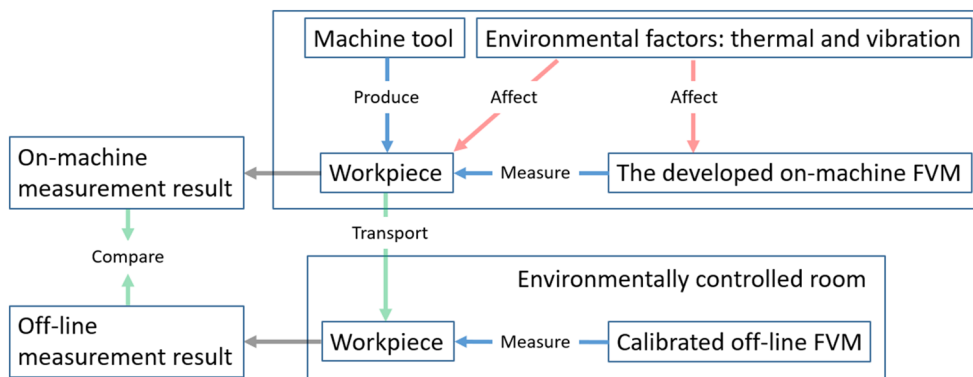 Machine tool
Environmental factors: thermal and vibration
Produce
Affect
Affect
On-machine
measurement result
Workpiece
Measure
The developed on-machine FVM
Transport
Compare
Environmentally controlled room
Off-line
measurement result
Workpiece
Measure
Calibrated off-line FVM